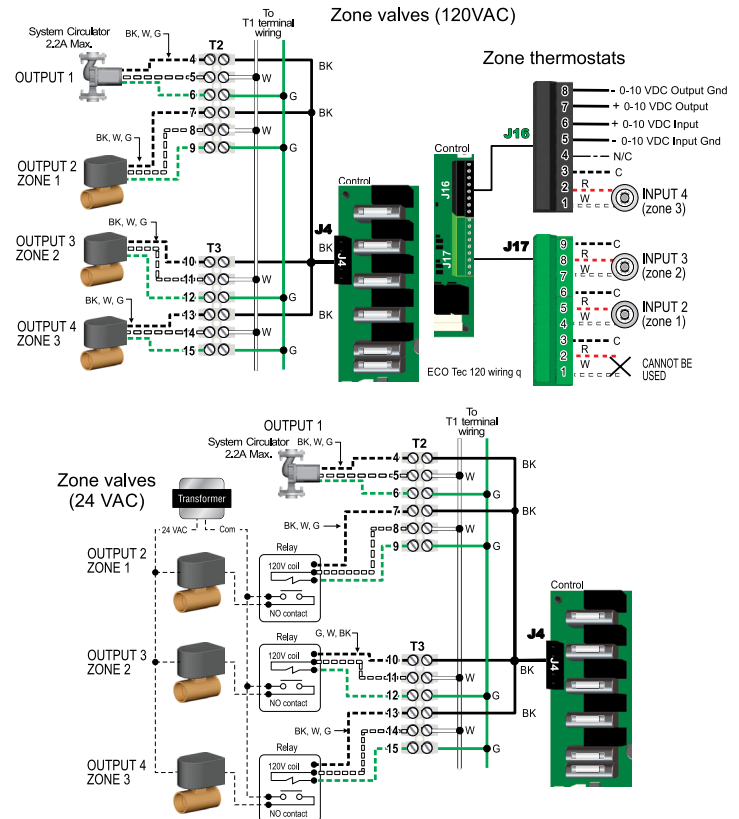 Zone valves (120VAC)
System Circulator
2.2A Max.
BK, W, G
To
T1 terminal
wiring
T2
OUTPUT 1
4
5
6
7
8
9
BK
W
G
BK, W, G
W
G
OUTPUT 2
ZONE 1
OUTPUT 3
ZONE 2
BK, W, G
T3
10
11
12
13
14
15
BK, W, G
OUTPUT 4
ZONE 3
W
G
W
G
BK
BK
J4
Control
J4
Zone thermostats
Control
J16
J17
J16
8 - 0-10 VDC Output Gnd
7 + 0-10 VDC Output
6 + 0-10 VDC Input
5 - 0-10 VDC Input Gnd
4 N/C
3 C
2 R
1 W
INPUT 4
(zone 3)
J17
9 C
8 R
7 W
INPUT 3
(zone 2)
6 C
5 R
4 W
INPUT 2
(zone 1)
3 C
2 R
1 W
CANNOT BE
USED
ECO Tec 120 wiring q
Zone valves
(24 VAC)
OUTPUT 1
System Circulator
2.2A Max.
BK, W, G
To
T1 terminal
wiring
T2
4
5
6
7
8
9
W
G
BK
W
G
BK, W, G
Transformer
24 VAC
Com
OUTPUT 2
ZONE 1
Relay
120V coil
NO contact
OUTPUT 3
ZONE 2
Relay
120V coil
NO contact
G, W, BK
T3
10
11
12
13
14
15
W
G
BK
W
G
BK, W, G
OUTPUT 4
ZONE 3
Relay
120V coil
NO contact
J4
BK
Control
J4